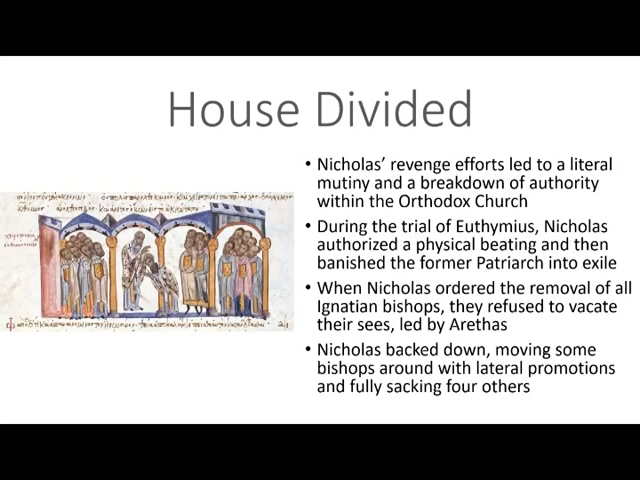 House Divided
• Nicholas’ revenge efforts led to a literal
mutiny and a breakdown of authority
within the Orthodox Church
• During the trial of Euthymius, Nicholas
authorized a physical beating and then
banished the former Patriarch into exile
• When Nicholas ordered the removal of all
Ignatian bishops, they refused to vacate
their sees, led by Arethas
• Nicholas backed down, moving some
bishops around with lateral promotions
and fully sacking four others